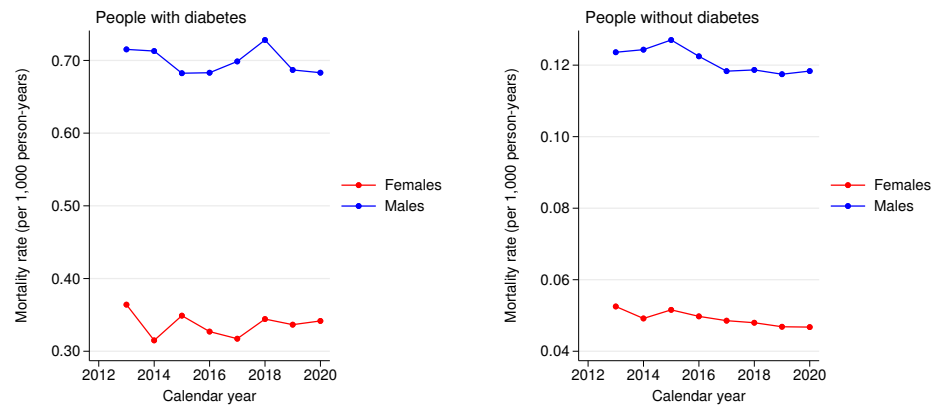 People with diabetes
Mortality rate (per 1,000 person-years)
0.70
0.60
0.50
0.40
0.30
2012 2014 2016 2018 2020
Calendar year
Females
Males
People without diabetes
Mortality rate (per 1,000 person-years)
0.12
0.10
0.08
0.06
0.04
2012 2014 2016 2018 2020
Calendar year
Females
Males